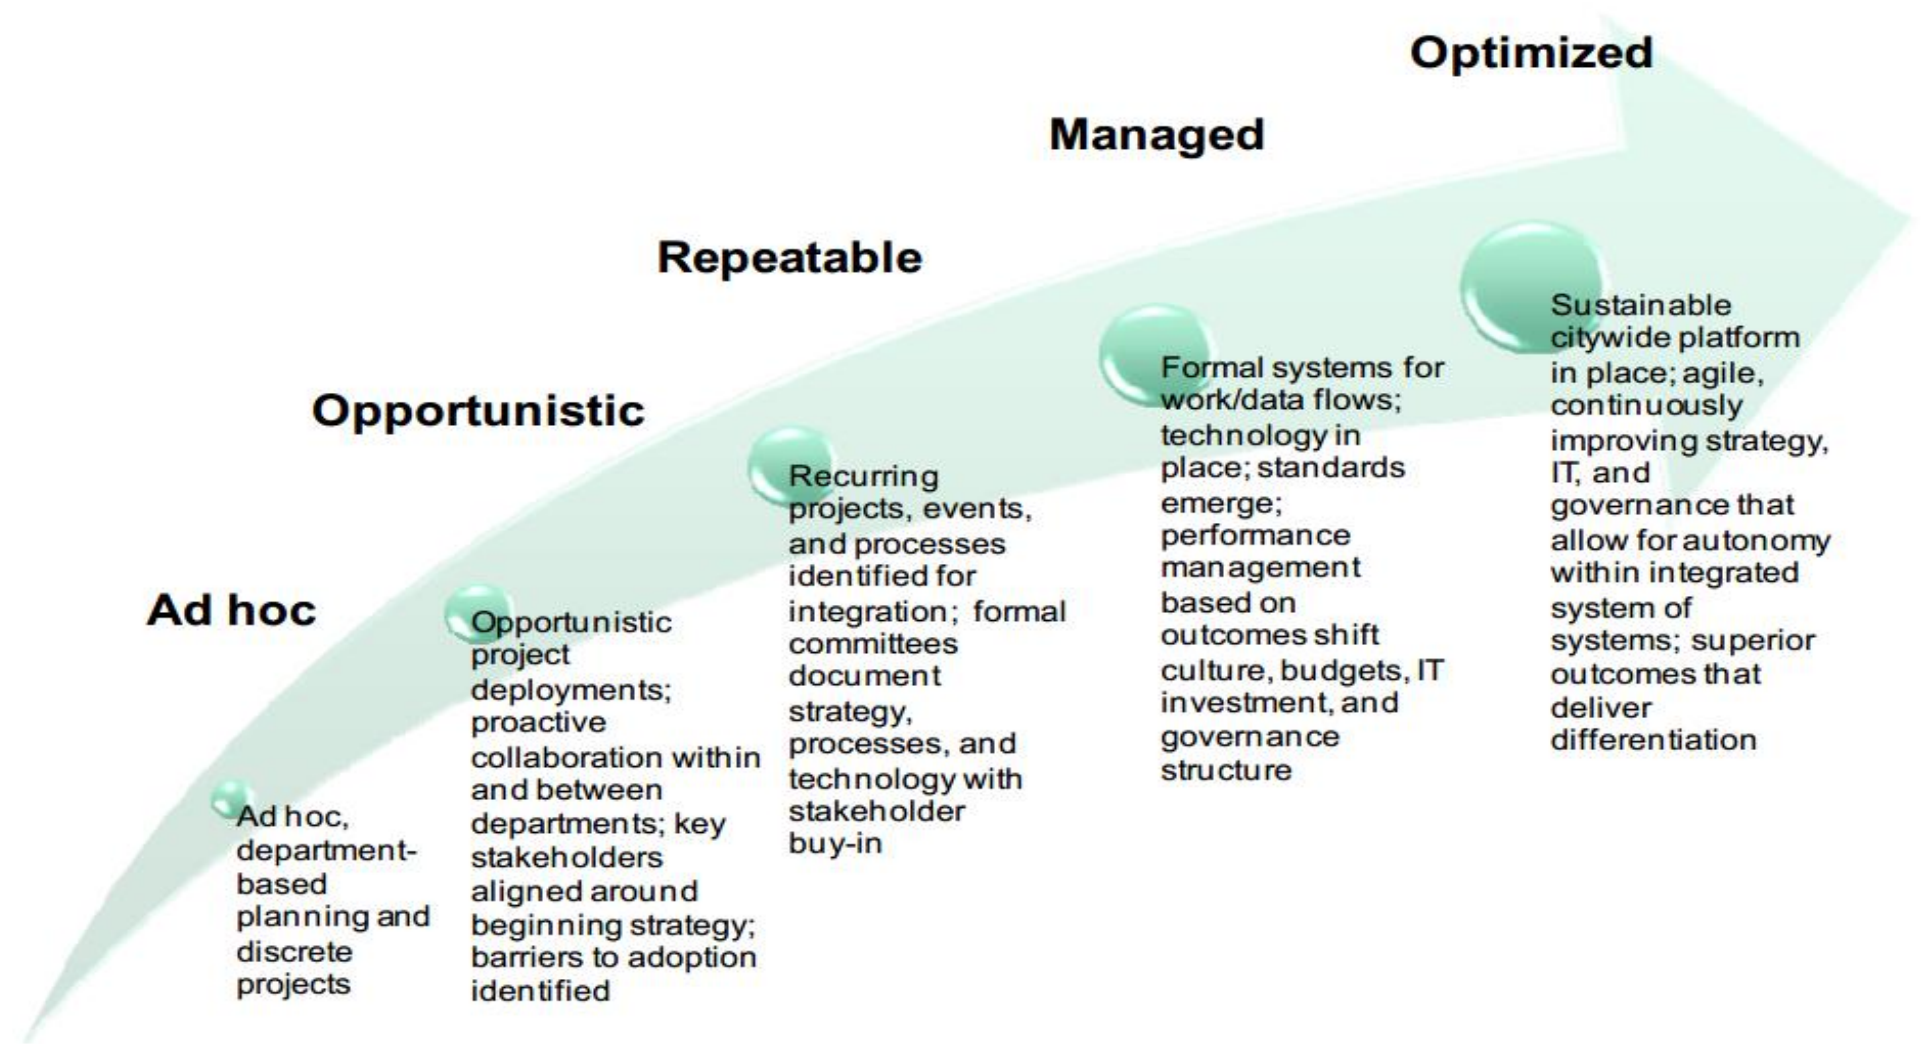 Optimized
Managed
Repeatable
Opportunistic
Ad hoc
Ad hoc,
department-
based
planning and
discrete
projects
Opportunistic
project
deployments;
proactive
collaboration within
and between
departments; key
stakeholders
aligned around
beginning strategy;
barriers to adoption
identified
Recurring
projects, events,
and processes
identified for
integration; formal
committees
document
strategy,
processes, and
technology with
stakeholder
buy-in
Formal systems for
work/data flows;
technology in
place; standards
emerge;
performance
management
based on
outcomes shift
culture, budgets, IT
investment, and
governance
structure
Sustainable
citywide platform
in place; agile,
continuously
improving strategy,
IT, and
governance that
allow for autonomy
within integrated
system of
systems; superior
outcomes that
deliver
differentiation